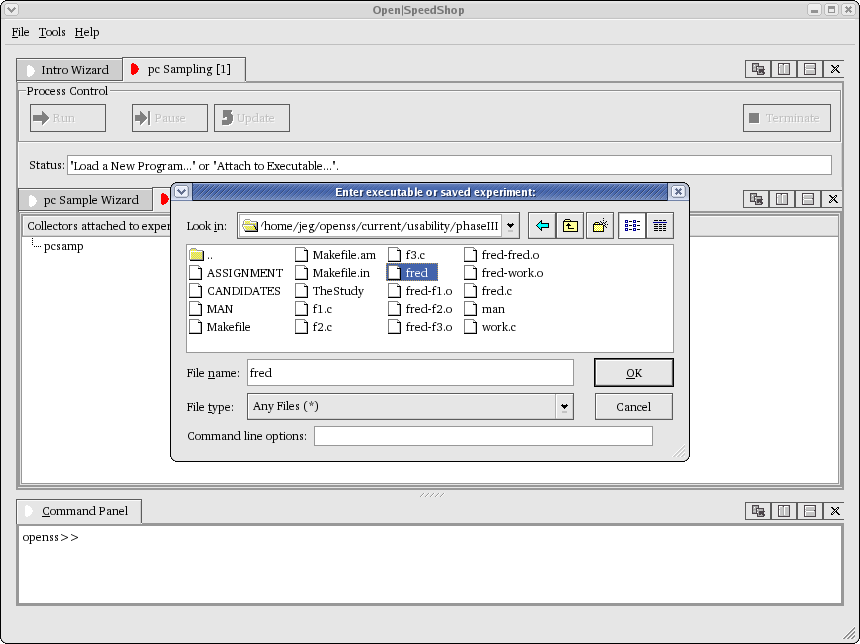 Open|SpeedShop
File Tools Help
Intro Wizard pc Sampling [1]
Process Control
Run Pause Update Terminate
Status: 'Load a New Program...' or 'Attach to Executable...'.
pc Sample Wizard
Collectors attached to exper
pcsamp
Enter executable or saved experiment:
Look in: /home/jeg/openss/current/usability/phaseIII
.. Makefile.am f3.c fred-fred.o
ASSIGNMENT Makefile.in fred fred-work.o
CANDIDATES TheStudy fred-f1.o fred.c
MAN f1.c fred-f2.o man
Makefile f2.c fred-f3.o work.c
File name: fred OK
File type: Any Files (*) Cancel
Command line options:
Command Panel
openss>>